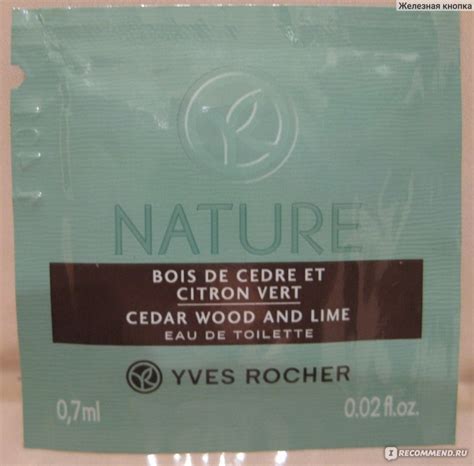 Железная кнопка
NATURE
BOIS DE CEDRE ET
CITRON VERT
CEDAR WOOD AND LIME
EAU DE TOILETTE
YVES ROCHER
0,7ml
0.02 fl.oz.
I RECOMMEND.RU